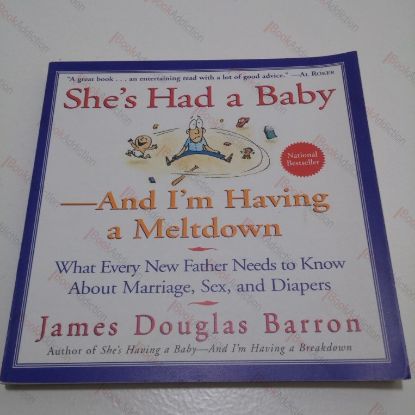 "A great book . . . an entertaining read with a lot of good advice." —Al Roker
She's Had a Baby
National
Bestseller
—And I'm Having
a Meltdown
What Every New Father Needs to Know
About Marriage, Sex, and Diapers
James Douglas Barron
Author of She's Having a Baby—And I'm Having a Breakdown
BookAddiction